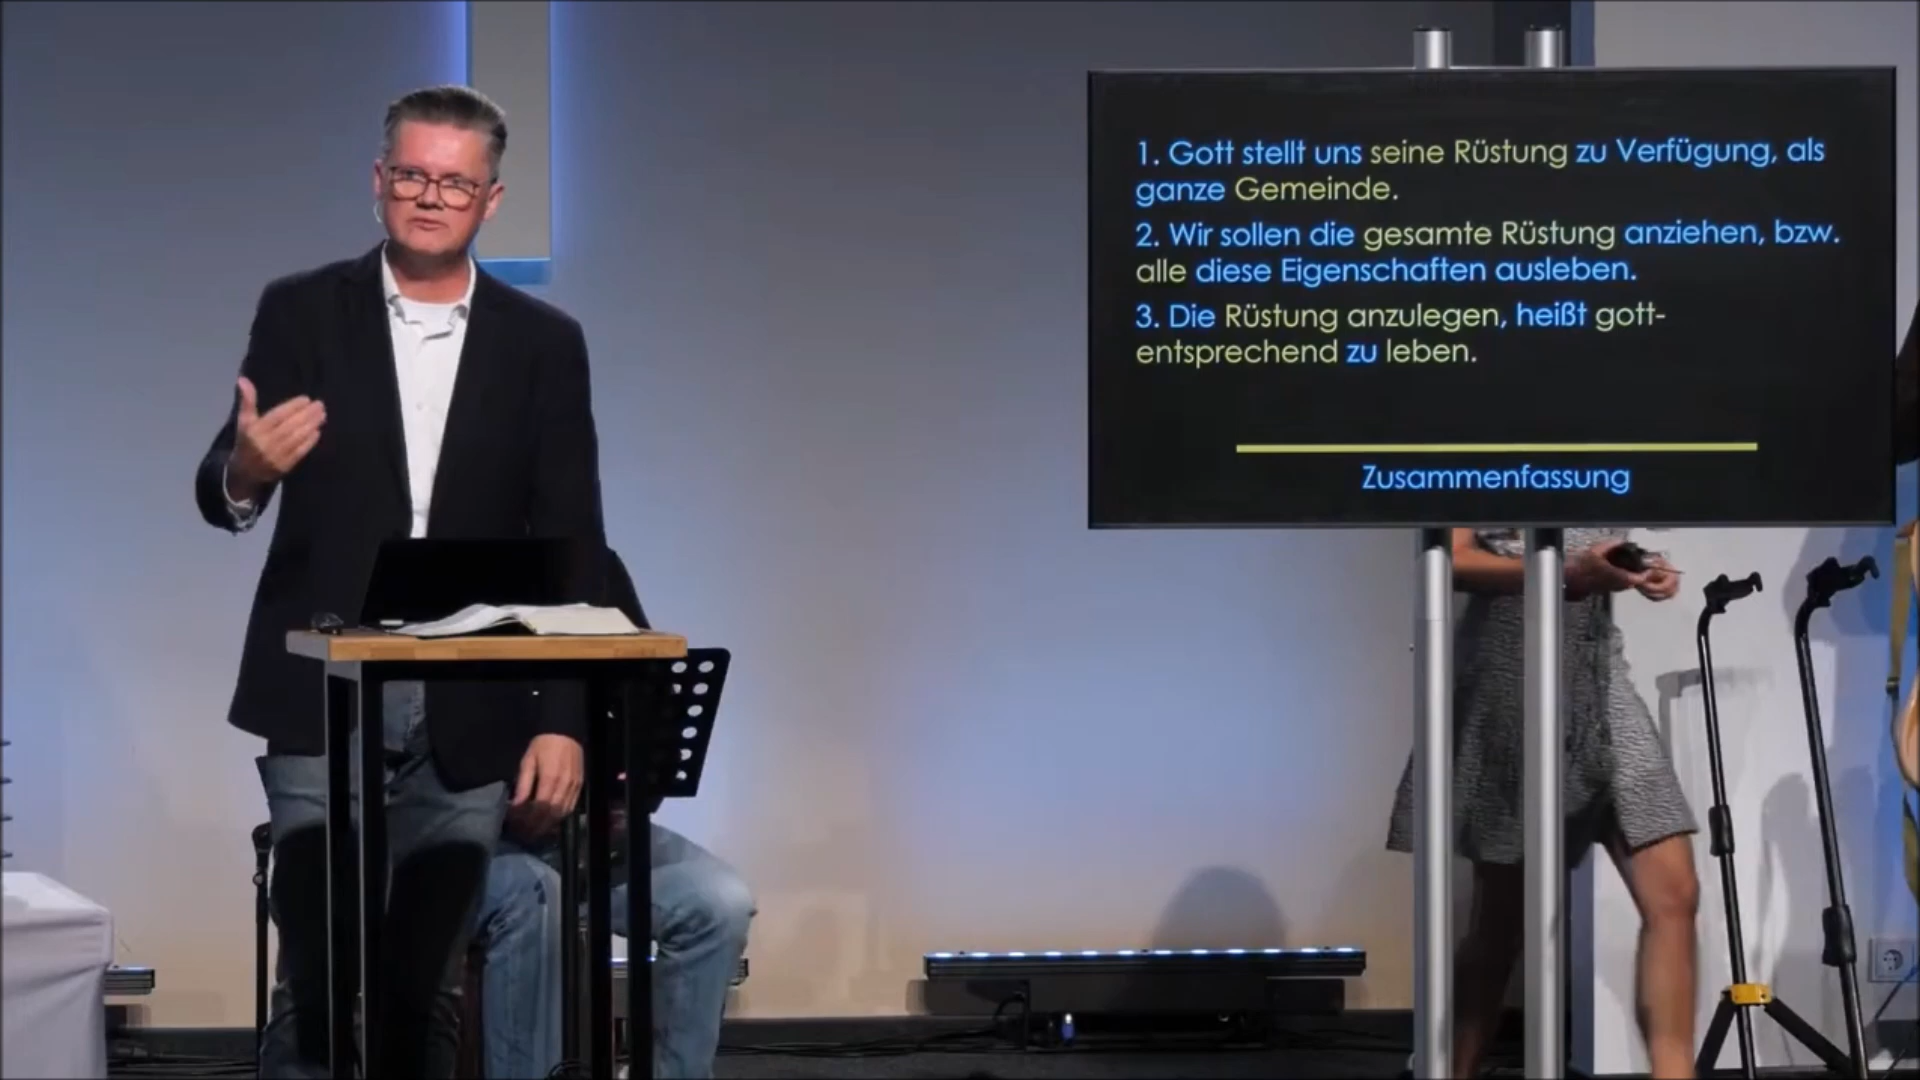 1. Gott stellt uns seine Rüstung zu Verfügung, als
ganze Gemeinde.
2. Wir sollen die gesamte Rüstung anziehen, bzw.
alle diese Eigenschaften ausleben.
3. Die Rüstung anzulegen, heißt gott-
entsprechend zu leben.
Zusammenfassung